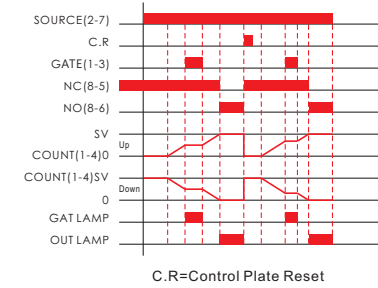 SOURCE(2-7)
C.R
GATE(1-3)
NC(8-5)
NO(8-6)
SV
Up
COUNT(1-4)0
COUNT(1-4)SV
Down
0
GAT LAMP
OUT LAMP
C.R=Control Plate Reset